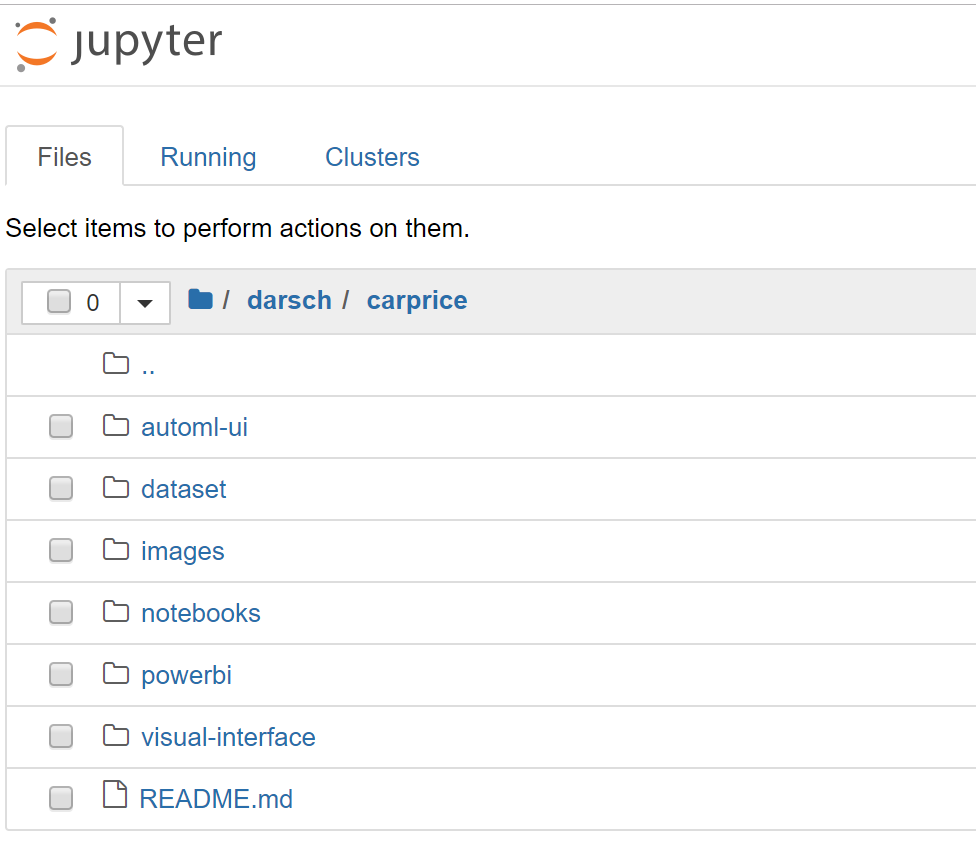 jupyter
Files Running Clusters
Select items to perform actions on them.
0 / darsch / carprice
..
automl-ui
dataset
images
notebooks
powerbi
visual-interface
README.md